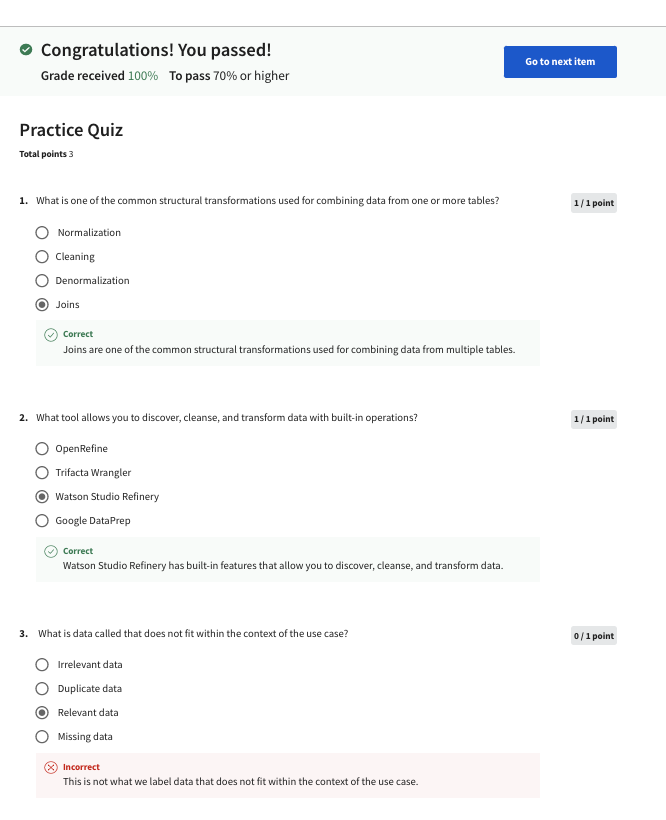 Congratulations! You passed!
Grade received 100% To pass 70% or higher
Go to next item
Practice Quiz
Total points 3
1. What is one of the common structural transformations used for combining data from one or more tables?
1 / 1 point
Normalization
Cleaning
Denormalization
Joins
Correct
Joins are one of the common structural transformations used for combining data from multiple tables.
2. What tool allows you to discover, cleanse, and transform data with built-in operations?
1 / 1 point
OpenRefine
Trifacta Wrangler
Watson Studio Refinery
Google DataPrep
Correct
Watson Studio Refinery has built-in features that allow you to discover, cleanse, and transform data.
3. What is data called that does not fit within the context of the use case?
0 / 1 point
Irrelevant data
Duplicate data
Relevant data
Missing data
Incorrect
This is not what we label data that does not fit within the context of the use case.